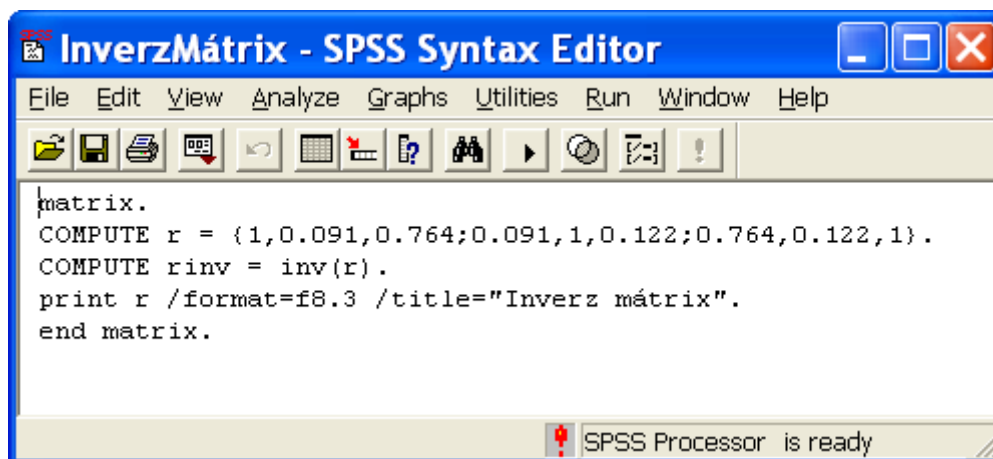 InverzMátrix - SPSS Syntax Editor
File Edit View Analyze Graphs Utilities Run Window Help
matrix.
COMPUTE r = {1,0.091,0.764;0.091,1,0.122;0.764,0.122,1}.
COMPUTE rinv = inv(r).
print r /format=f8.3 /title="Inverz mátrix".
end matrix.
SPSS Processor is ready